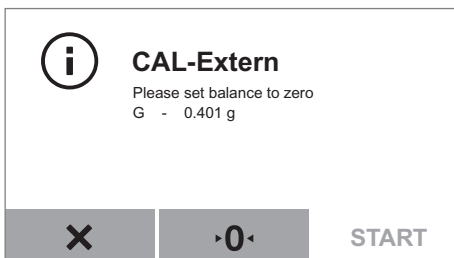 CAL-Extern
Please set balance to zero
G - 0.401 g
▸0◂ START